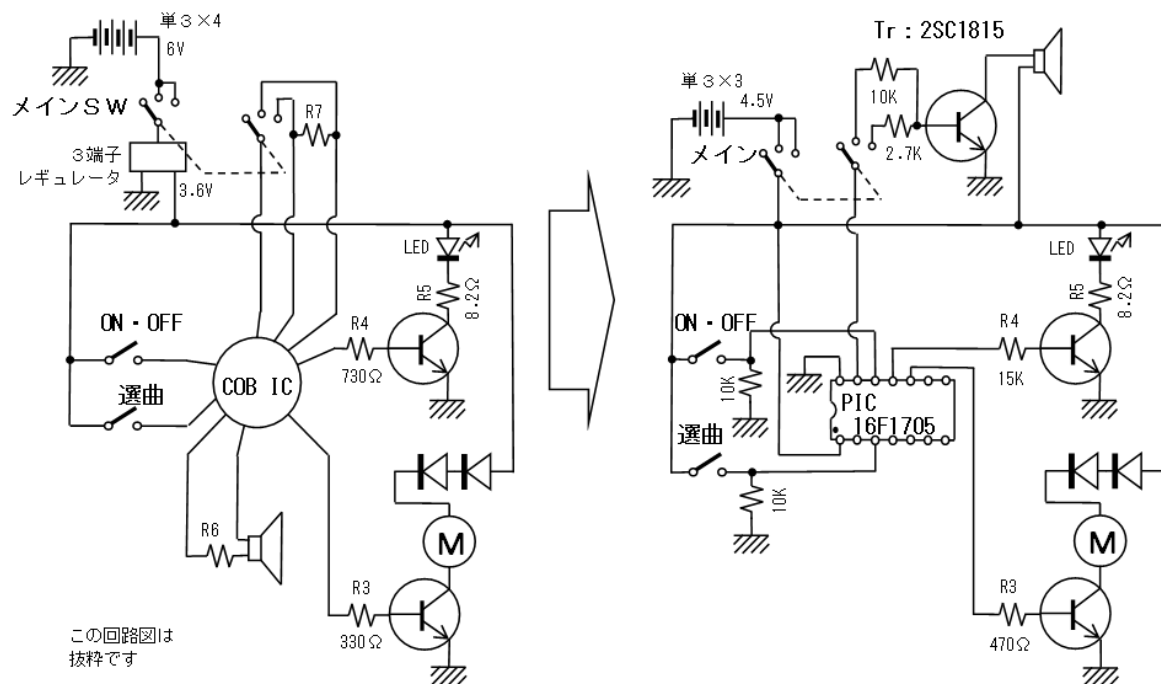 単３×４
6V
メインＳＷ
３端子
レギュレータ
3.6V
R7
LED
R5
8.2Ω
ON・OFF
R4
730Ω
選曲
COB IC
R6
M
R3
330Ω
この回路図は
抜粋です
Tr：2SC1815
単３×３
4.5V
10K
2.7K
メイン
LED
R5
8.2Ω
ON・OFF
R4
15K
10K
PIC
16F1705
選曲
10K
M
R3
470Ω